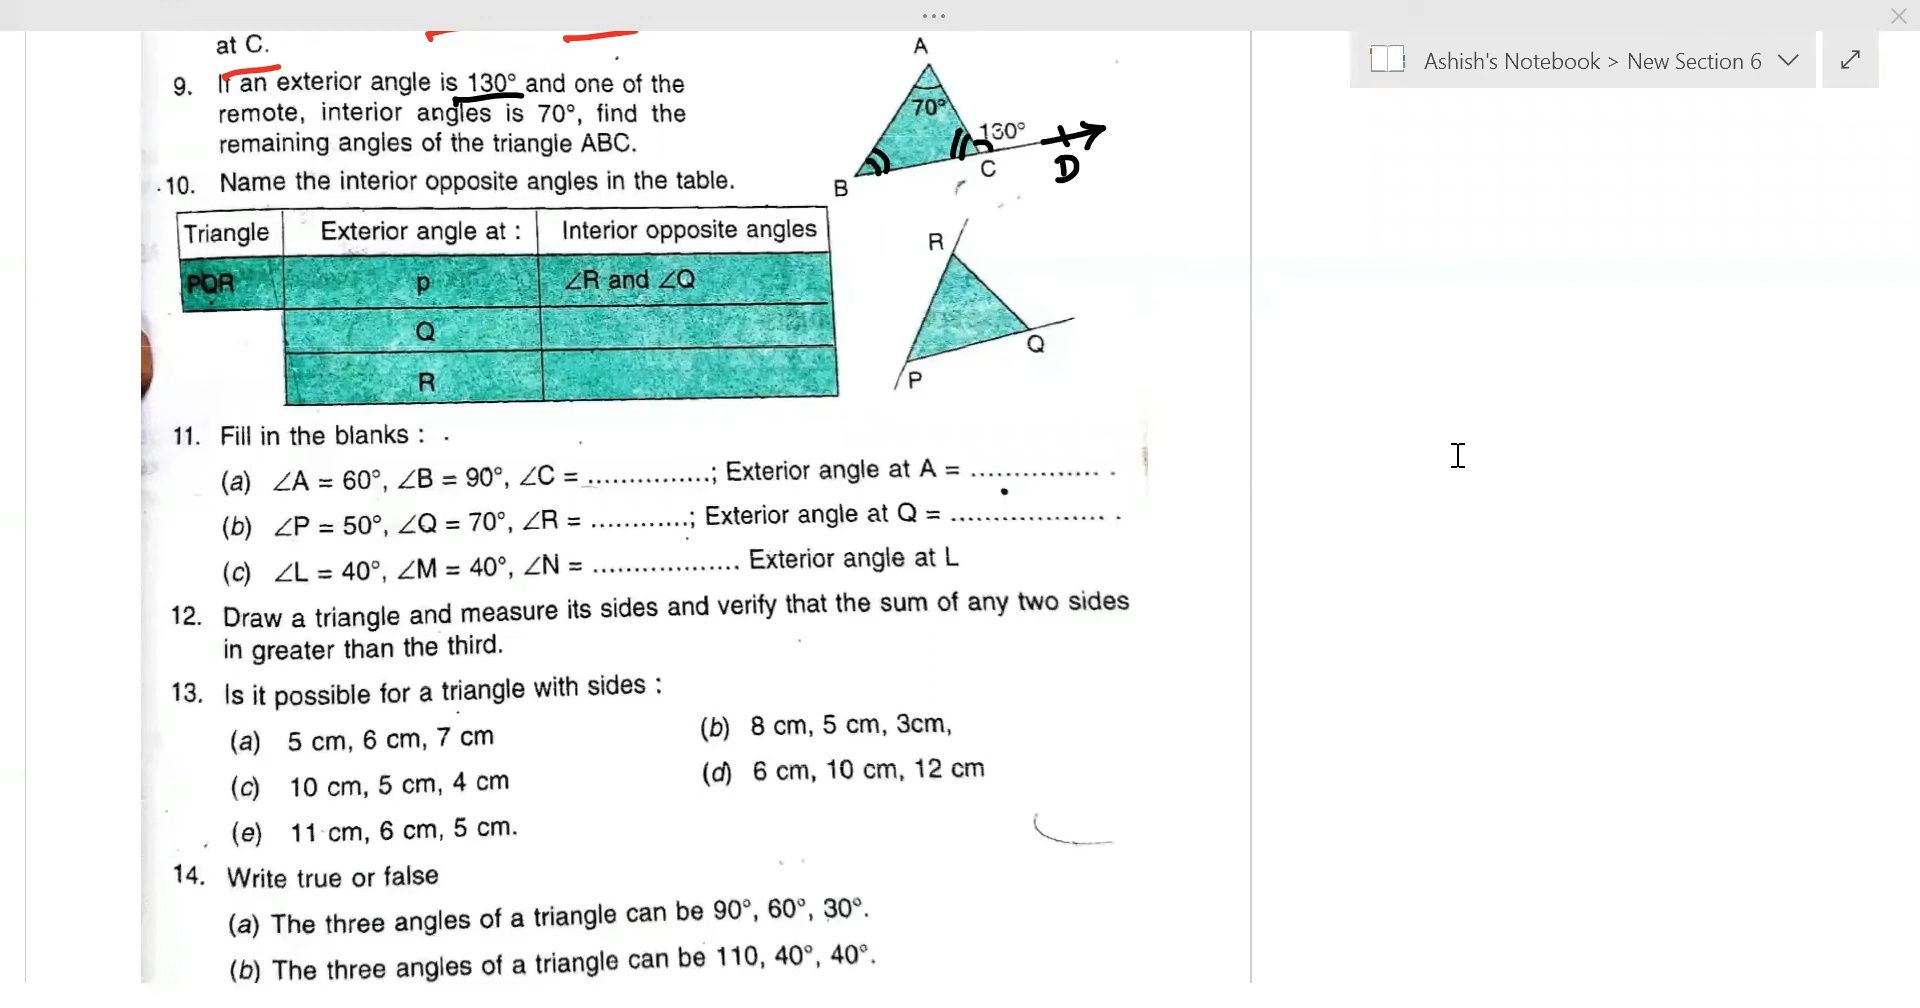 at C.
9. If an exterior angle is 130° and one of the
remote, interior angles is 70°, find the
remaining angles of the triangle ABC.
10. Name the interior opposite angles in the table.
A
70°
130°
B
C
D
Triangle Exterior angle at : Interior opposite angles
PQR p ∠R and ∠Q
Q
R
R
Q
P
11. Fill in the blanks :
(a) ∠A = 60°, ∠B = 90°, ∠C = ...............; Exterior angle at A = ............... .
(b) ∠P = 50°, ∠Q = 70°, ∠R = ............; Exterior angle at Q = ................... .
(c) ∠L = 40°, ∠M = 40°, ∠N = .................. Exterior angle at L
12. Draw a triangle and measure its sides and verify that the sum of any two sides
in greater than the third.
13. Is it possible for a triangle with sides :
(a) 5 cm, 6 cm, 7 cm (b) 8 cm, 5 cm, 3cm,
(c) 10 cm, 5 cm, 4 cm (d) 6 cm, 10 cm, 12 cm
(e) 11 cm, 6 cm, 5 cm.
14. Write true or false
(a) The three angles of a triangle can be 90°, 60°, 30°.
(b) The three angles of a triangle can be 110, 40°, 40°.
Ashish's Notebook > New Section 6